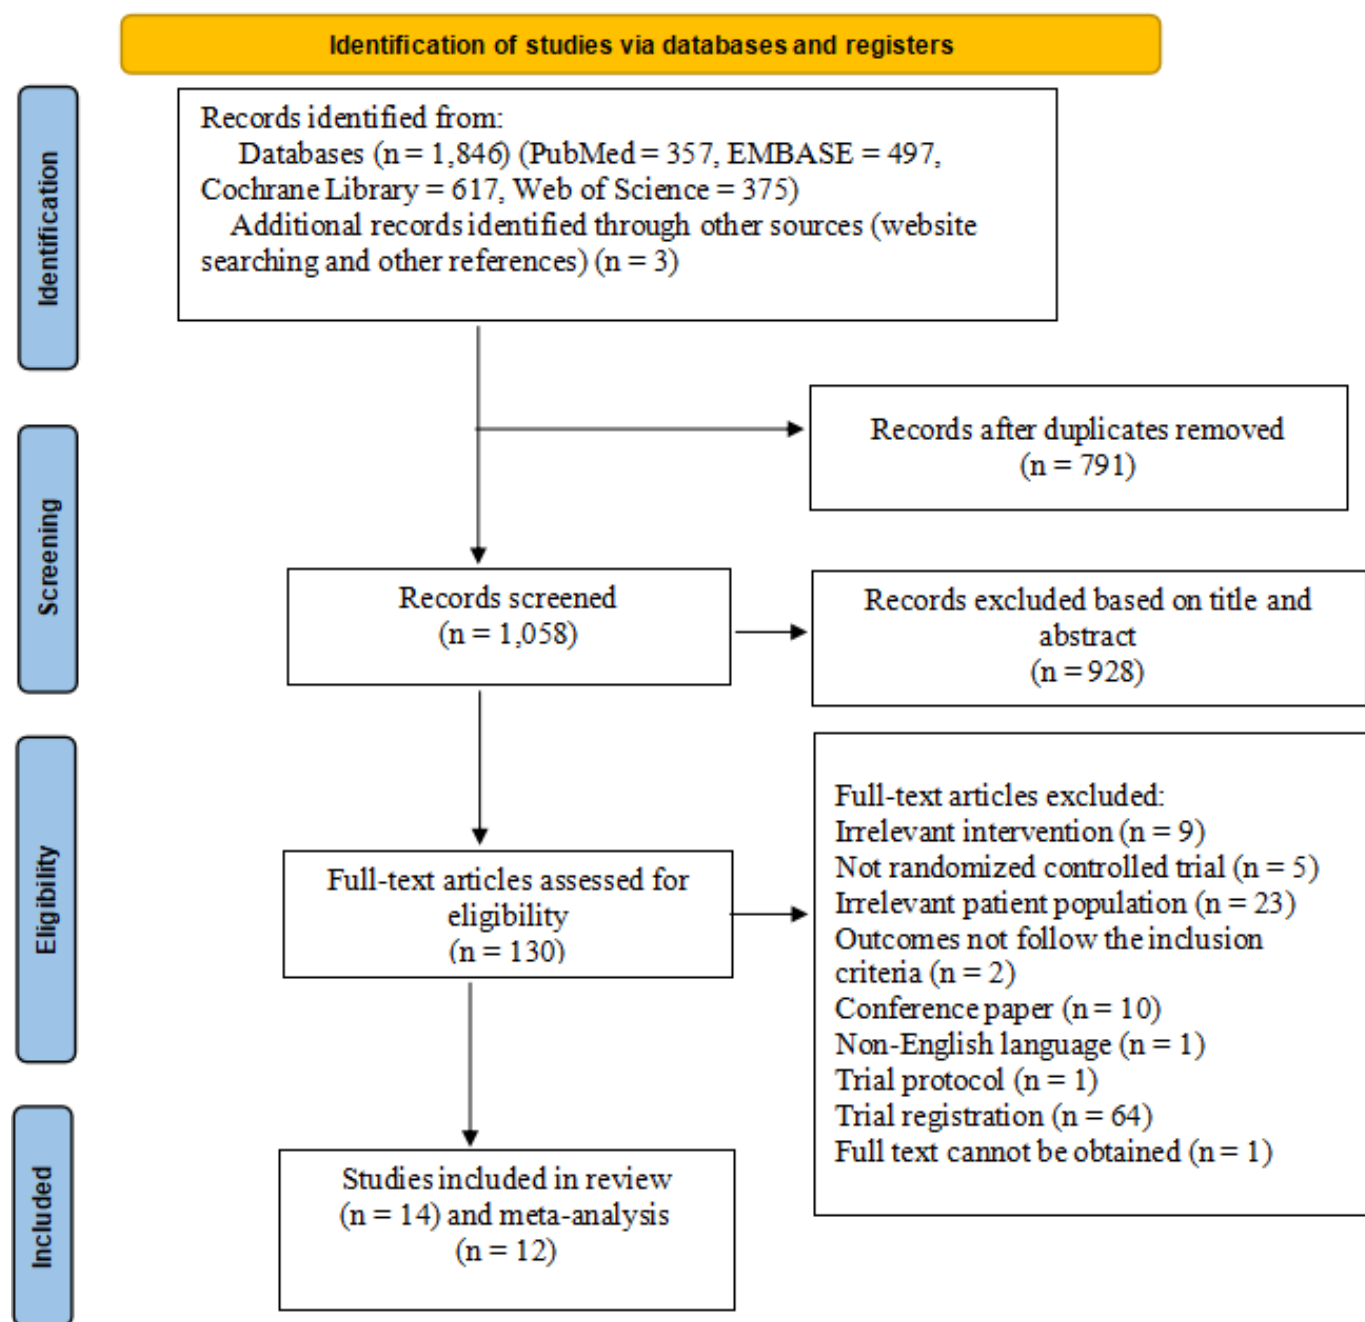 Identification of studies via databases and registers
Identification
Records identified from:
Databases (n = 1,846) (PubMed = 357, EMBASE = 497,
Cochrane Library = 617, Web of Science = 375)
Additional records identified through other sources (website
searching and other references) (n = 3)
Records after duplicates removed
(n = 791)
Screening
Records screened
(n = 1,058)
Records excluded based on title and
abstract
(n = 928)
Eligibility
Full-text articles assessed for
eligibility
(n = 130)
Full-text articles excluded:
Irrelevant intervention (n = 9)
Not randomized controlled trial (n = 5)
Irrelevant patient population (n = 23)
Outcomes not follow the inclusion
criteria (n = 2)
Conference paper (n = 10)
Non-English language (n = 1)
Trial protocol (n = 1)
Trial registration (n = 64)
Full text cannot be obtained (n = 1)
Included
Studies included in review
(n = 14) and meta-analysis
(n = 12)